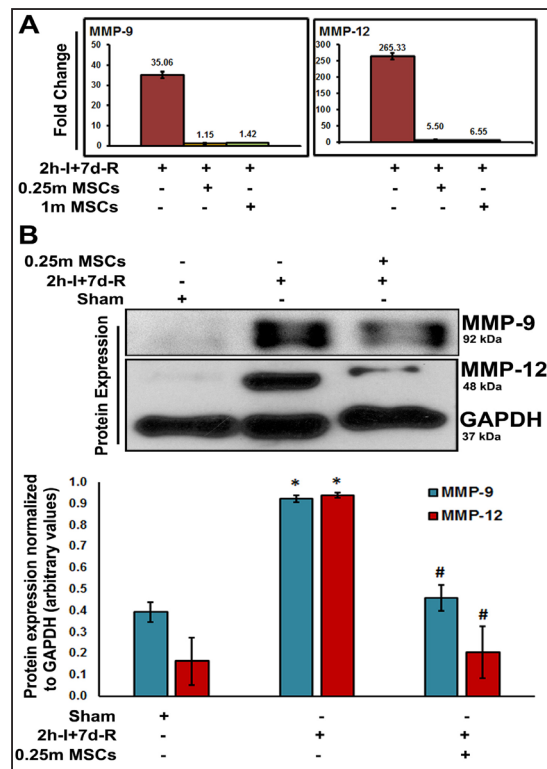 A
MMP-9
Fold Change
50
40
30
20
10
0
35.06
1.15
1.42
MMP-12
300
250
200
150
100
50
0
265.33
5.50
6.55
2h-I+7d-R + + + + + +
0.25m MSCs - + - - + -
1m MSCs - - + - - +
B
0.25m MSCs - - +
2h-I+7d-R - + +
Sham + - -
Protein Expression
MMP-9
92 kDa
MMP-12
48 kDa
GAPDH
37 kDa
Protein expression normalized
to GAPDH (arbitrary values)
1.0
0.9
0.9
0.7
0.6
0.5
0.4
0.3
0.2
0.1
0.0
* *
# #
MMP-9
MMP-12
Sham + - -
2h-I+7d-R - + +
0.25m MSCs - - +